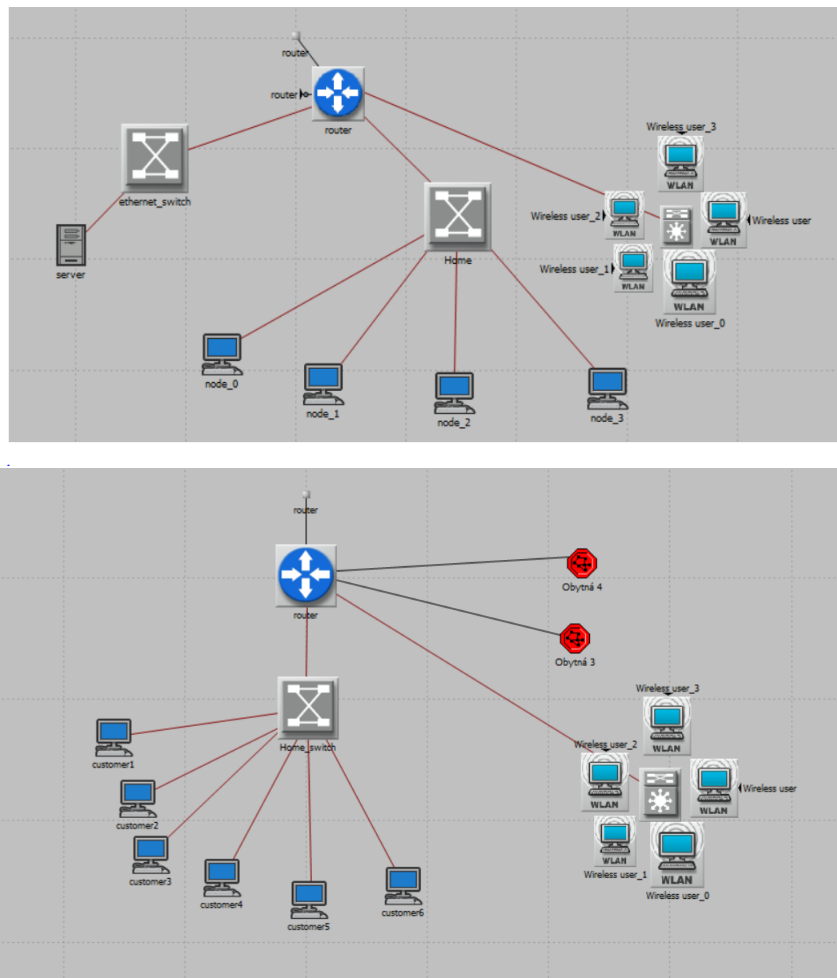 router
router
router
Wireless user_3
WLAN
ethernet_switch
Wireless user_2
WLAN
Wireless user
WLAN
server
Home
Wireless user_1
WLAN
WLAN
Wireless user_0
node_0
node_1
node_2
node_3
router
Obytná 4
router
Obytná 3
Wireless user_3
WLAN
Home_switch
Wireless user_2
WLAN
Wireless user
WLAN
customer1
customer2
WLAN
Wireless user_1
WLAN
Wireless user_0
customer3
customer4
customer5
customer6